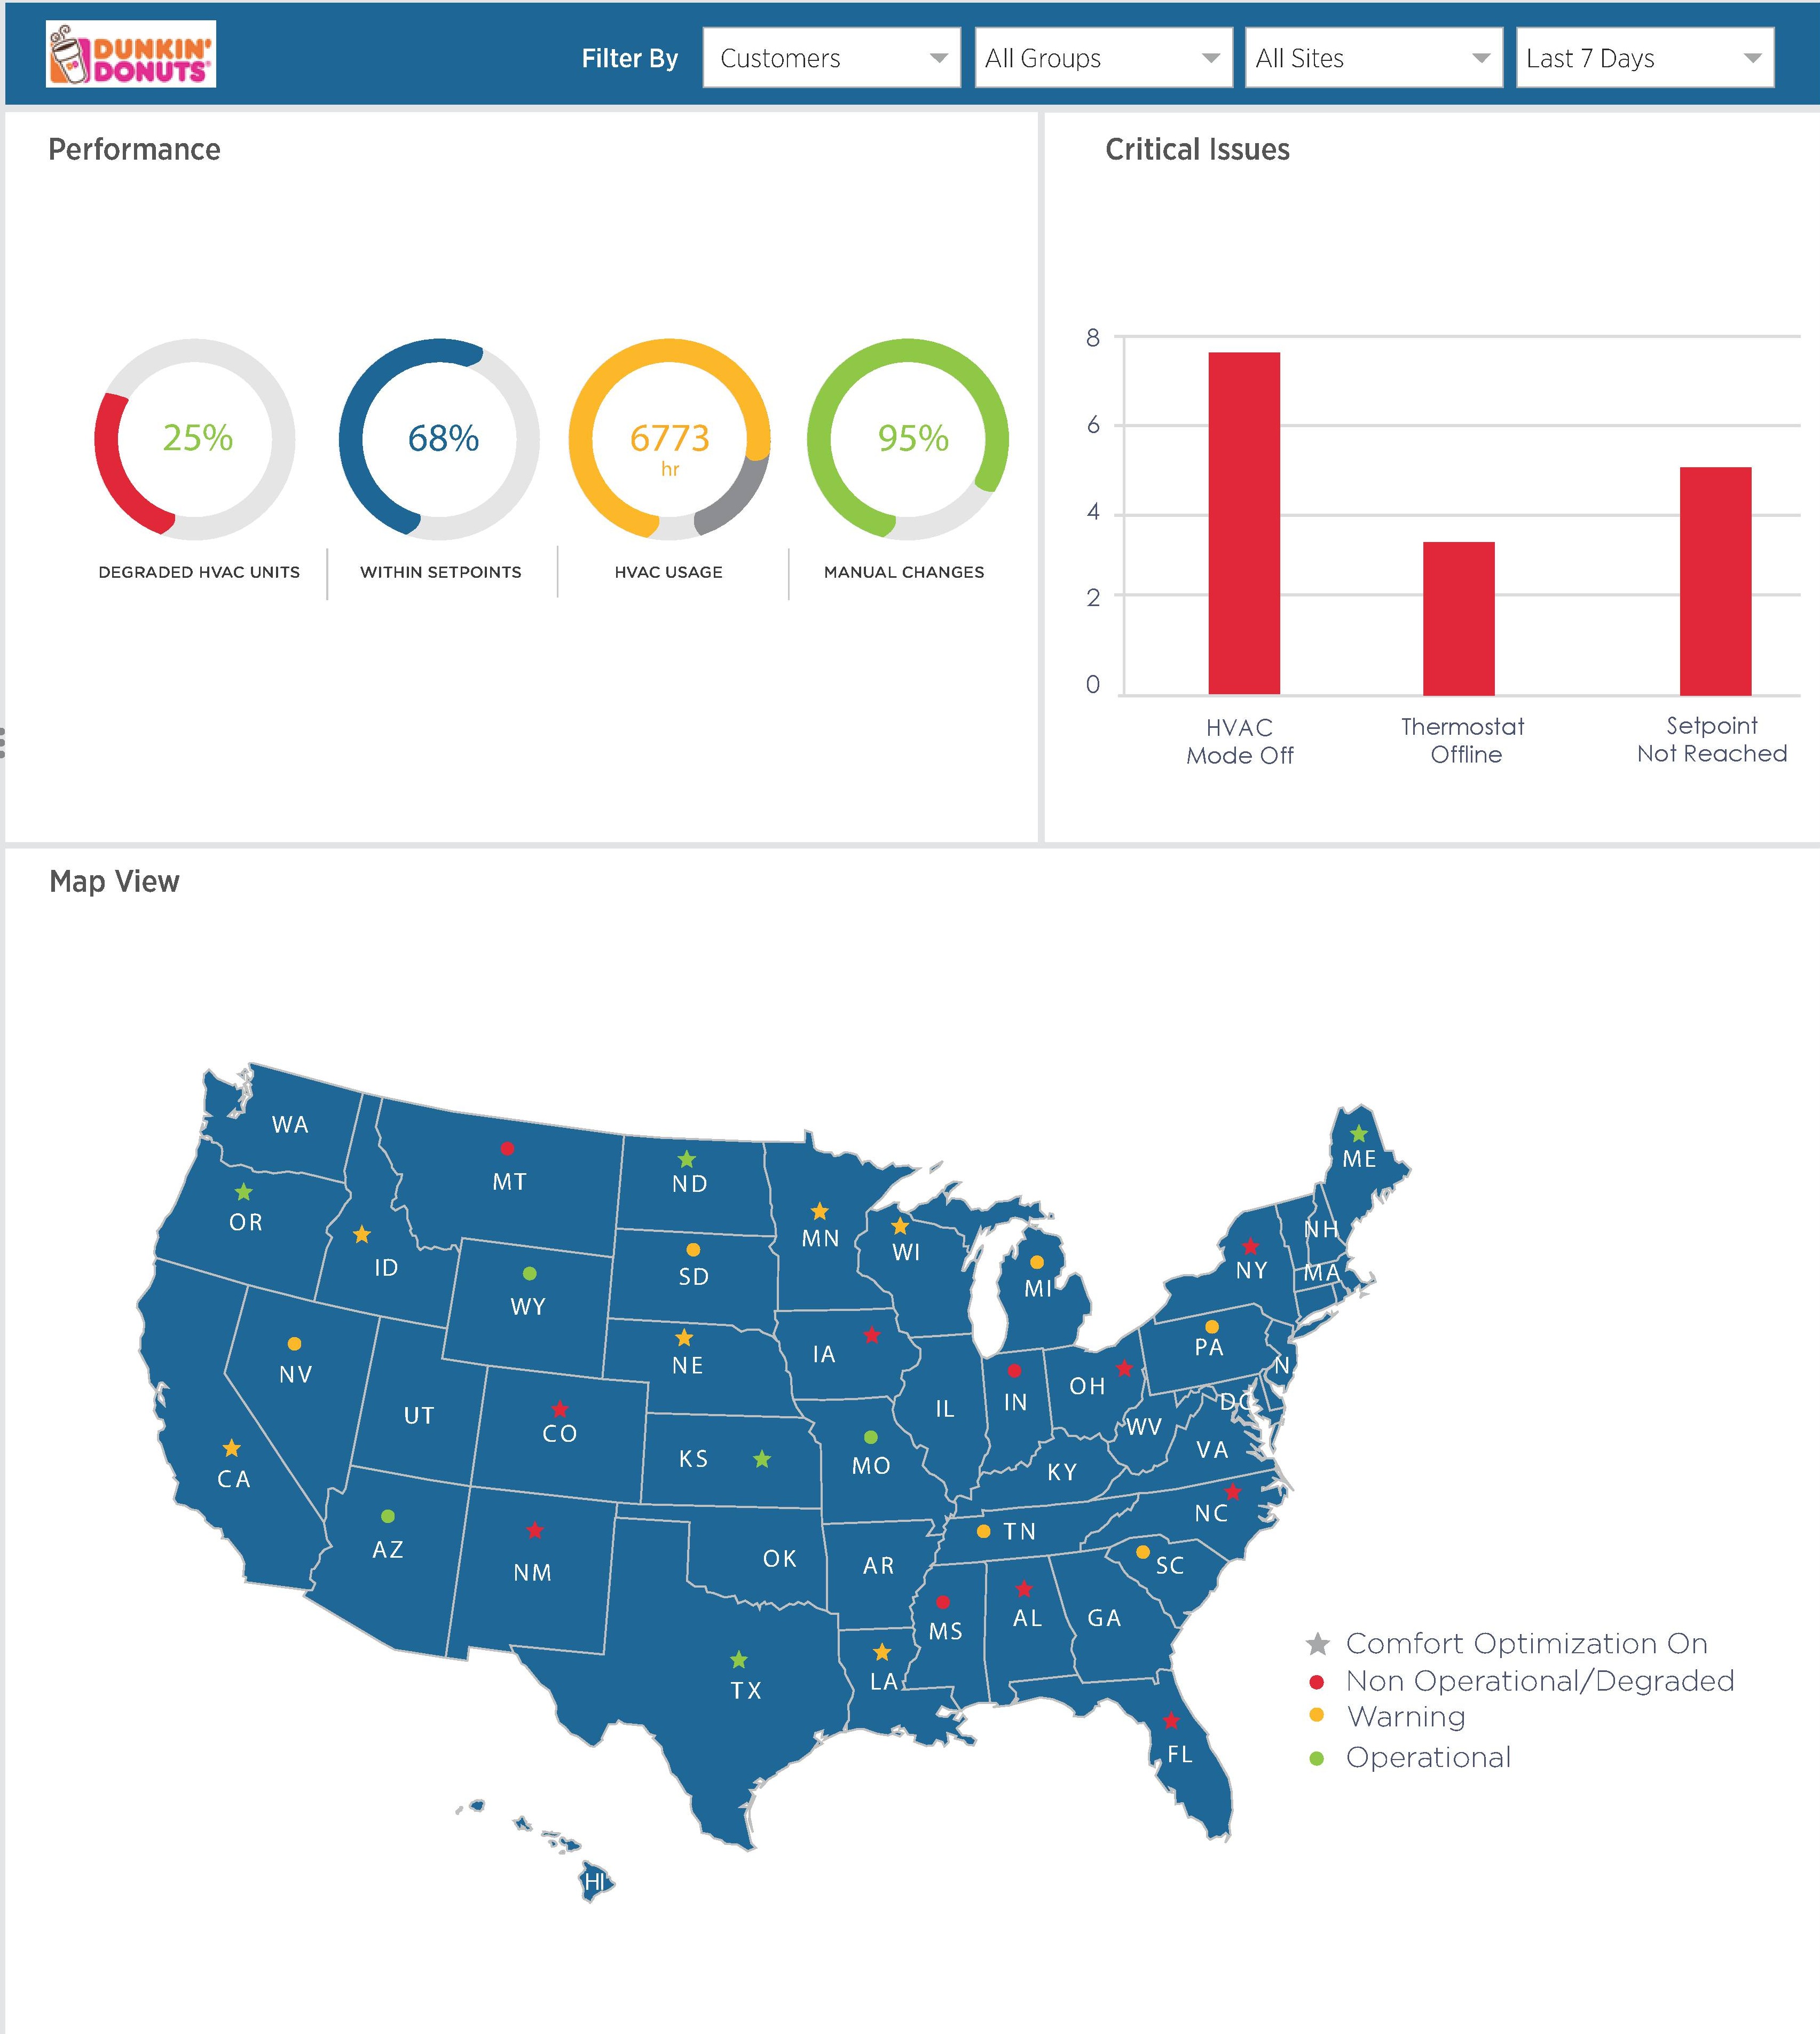 DUNKIN'
DONUTS
Filter By
Customers
All Groups
All Sites
Last 7 Days
Performance
Critical Issues
25%
68%
6773
hr
95%
DEGRADED HVAC UNITS
WITHIN SETPOINTS
HVAC USAGE
MANUAL CHANGES
8
6
4
2
0
HVAC
Mode Off
Thermostat
Offline
Setpoint
Not Reached
Map View
WA
MT
ND
ME
OR
ID
MN
WI
NH
SD
MI
NY
MA
WY
NV
NE
IA
PA
N
UT
CO
IL
IN
OH
DC
WV
CA
KS
MO
KY
VA
AZ
NM
OK
AR
TN
NC
SC
MS
AL
GA
TX
LA
FL
HI
Comfort Optimization On
Non Operational/Degraded
Warning
Operational